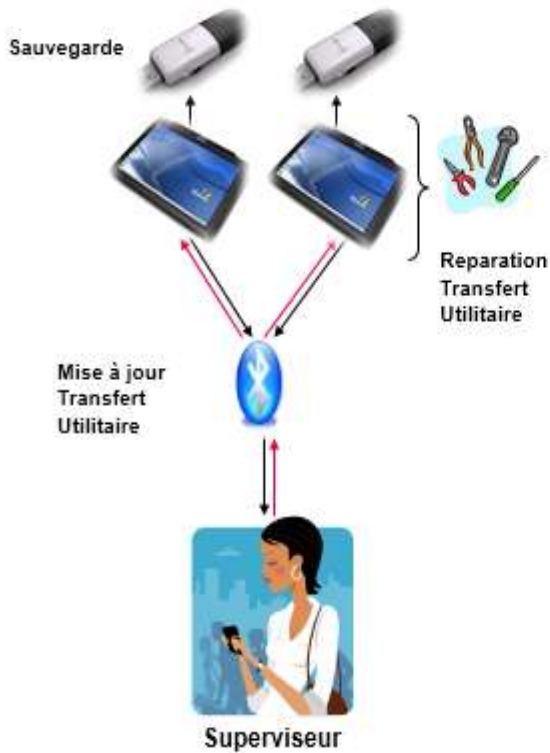 Sauvegarde
Reparation
Transfert
Utilitaire
Mise à jour
Transfert
Utilitaire
Superviseur